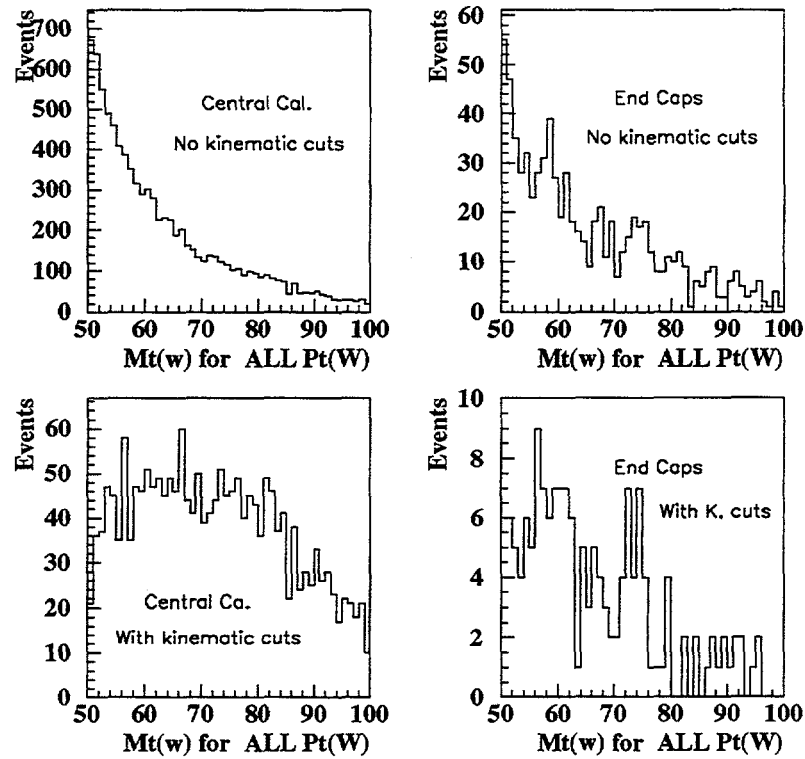 Events
700
600
500
400
300
200
100
0
50 60 70 80 90 100
Mt(w) for ALL Pt(W)
Central Cal.
No kinematic cuts
Events
60
50
40
30
20
10
0
50 60 70 80 90 100
Mt(w) for ALL Pt(W)
End Caps
No kinematic cuts
Events
60
50
40
30
20
10
0
50 60 70 80 90 100
Mt(w) for ALL Pt(W)
Central Ca.
With kinematic cuts
Events
10
8
6
4
2
0
50 60 70 80 90 100
Mt(w) for ALL Pt(W)
End Caps
With K. cuts